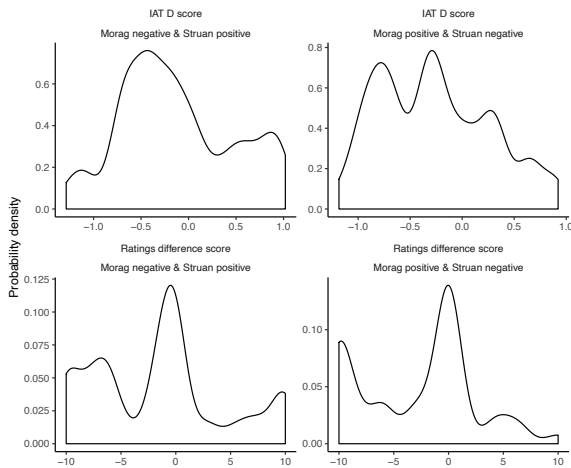 IAT D score
Morag negative & Struan positive
0.6
0.4
0.2
0.0
−1.0 −0.5 0.0 0.5 1.0
IAT D score
Morag positive & Struan negative
0.8
0.6
0.4
0.2
0.0
−1.0 −0.5 0.0 0.5 1.0
Probability density
Ratings difference score
Morag negative & Struan positive
0.125
0.100
0.075
0.050
0.025
0.000
−10 −5 0 5 10
Ratings difference score
Morag positive & Struan negative
0.10
0.05
0.00
−10 −5 0 5 10